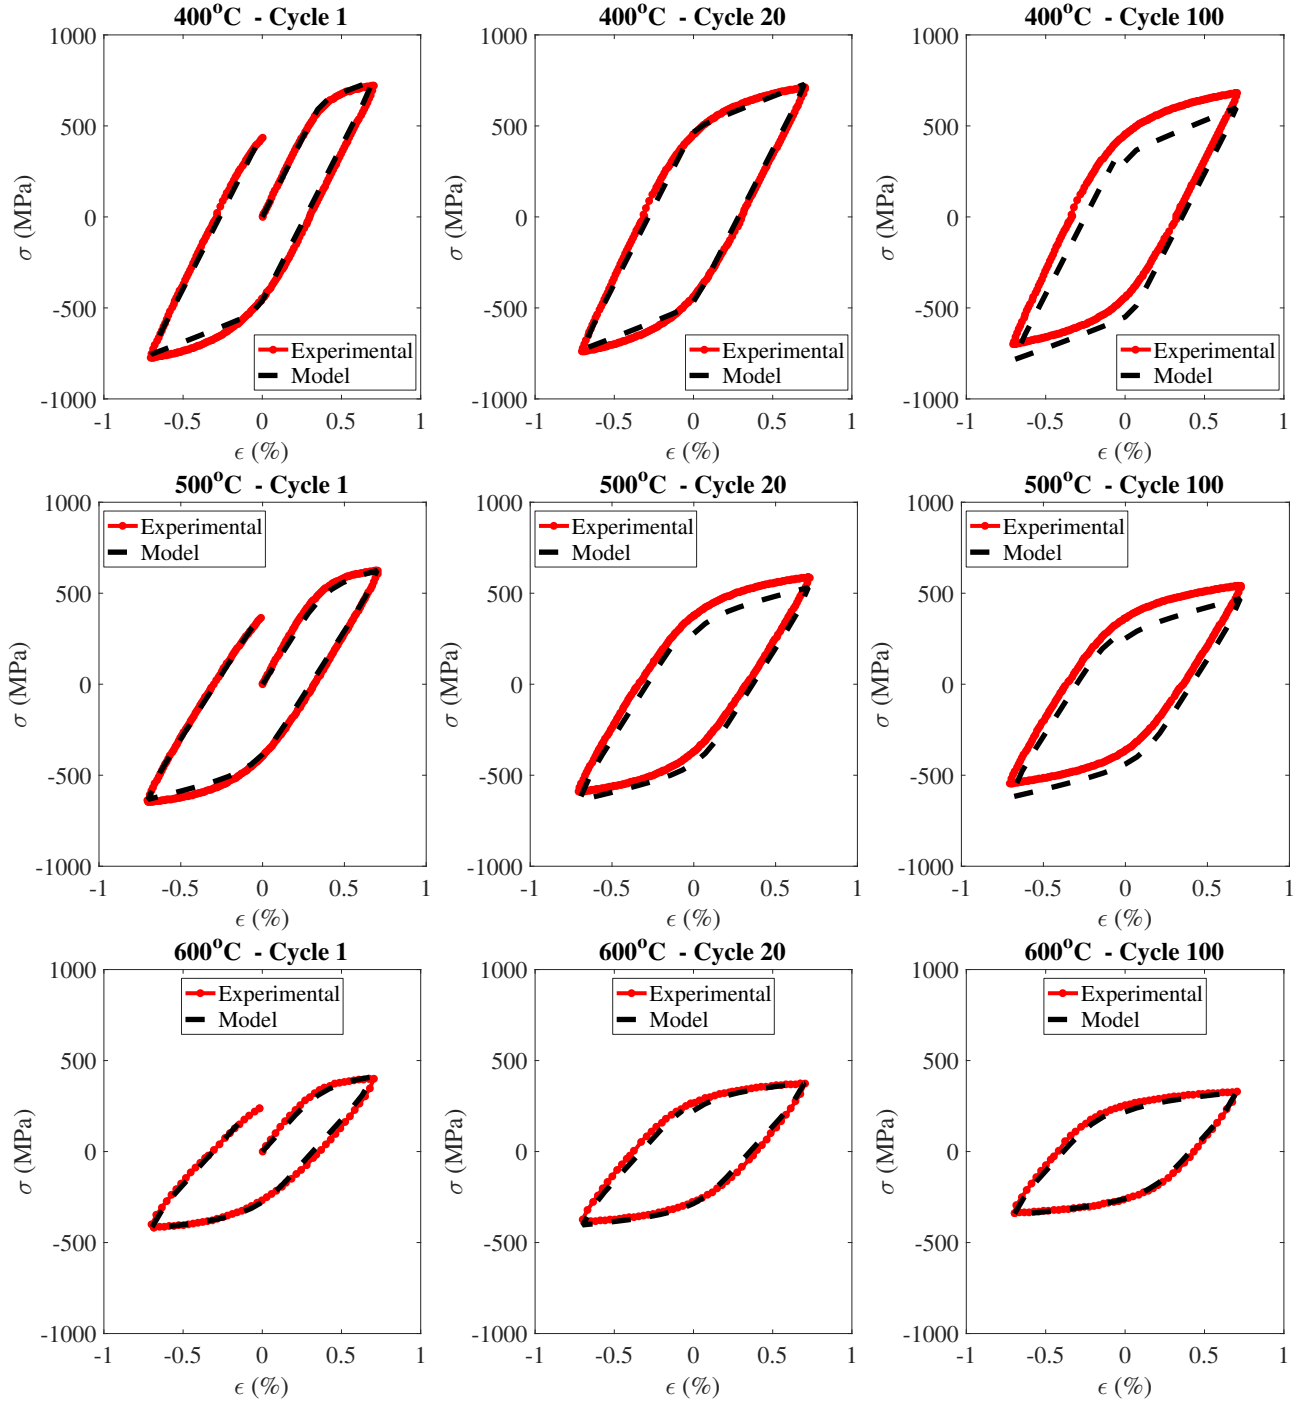 400°C - Cycle 1
400°C - Cycle 20
400°C - Cycle 100
1000
500
0
-500
-1000
σ (MPa)
Experimental
Model
-1
-0.5
0
0.5
1
ϵ (%)
1000
500
0
-500
-1000
σ (MPa)
Experimental
Model
-1
-0.5
0
0.5
1
ϵ (%)
1000
500
0
-500
-1000
σ (MPa)
Experimental
Model
-1
-0.5
0
0.5
1
ϵ (%)
500°C - Cycle 1
500°C - Cycle 20
500°C - Cycle 100
1000
500
0
-500
-1000
σ (MPa)
Experimental
Model
-1
-0.5
0
0.5
1
ϵ (%)
1000
500
0
-500
-1000
σ (MPa)
Experimental
Model
-1
-0.5
0
0.5
1
ϵ (%)
1000
500
0
-500
-1000
σ (MPa)
Experimental
Model
-1
-0.5
0
0.5
1
ϵ (%)
600°C - Cycle 1
600°C - Cycle 20
600°C - Cycle 100
1000
500
0
-500
-1000
σ (MPa)
Experimental
Model
-1
-0.5
0
0.5
1
ϵ (%)
1000
500
0
-500
-1000
σ (MPa)
Experimental
Model
-1
-0.5
0
0.5
1
ϵ (%)
1000
500
0
-500
-1000
σ (MPa)
Experimental
Model
-1
-0.5
0
0.5
1
ϵ (%)